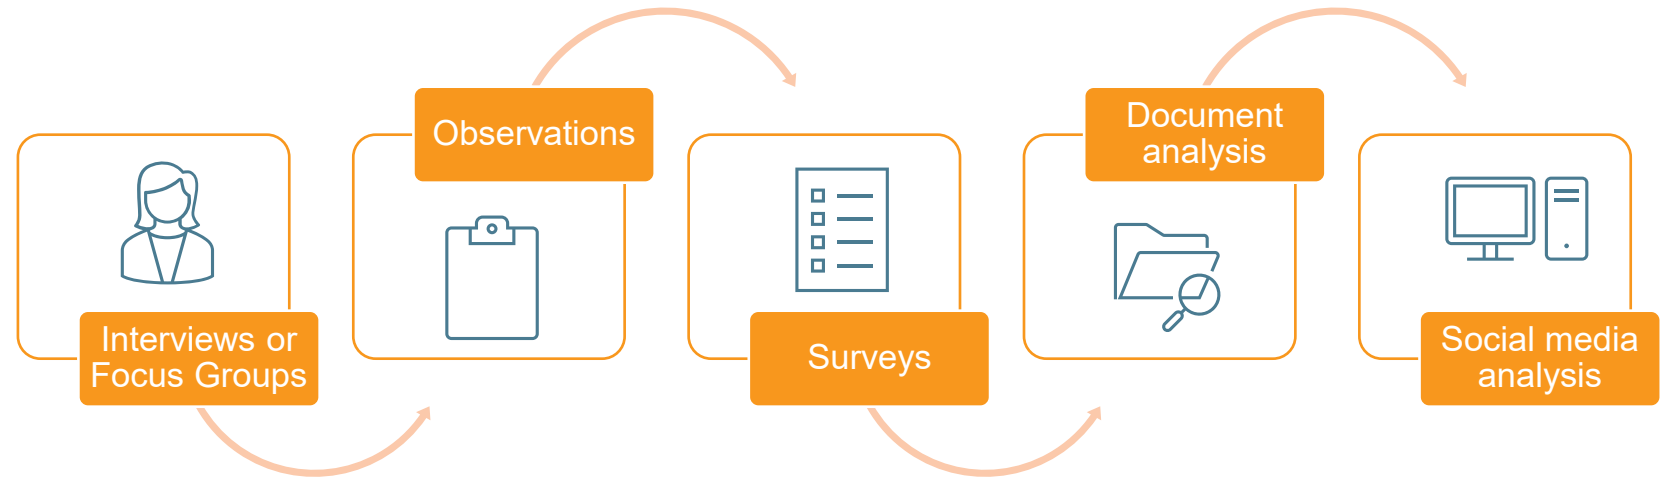 Interviews or
Focus Groups
Observations
Surveys
Document
analysis
Social media
analysis